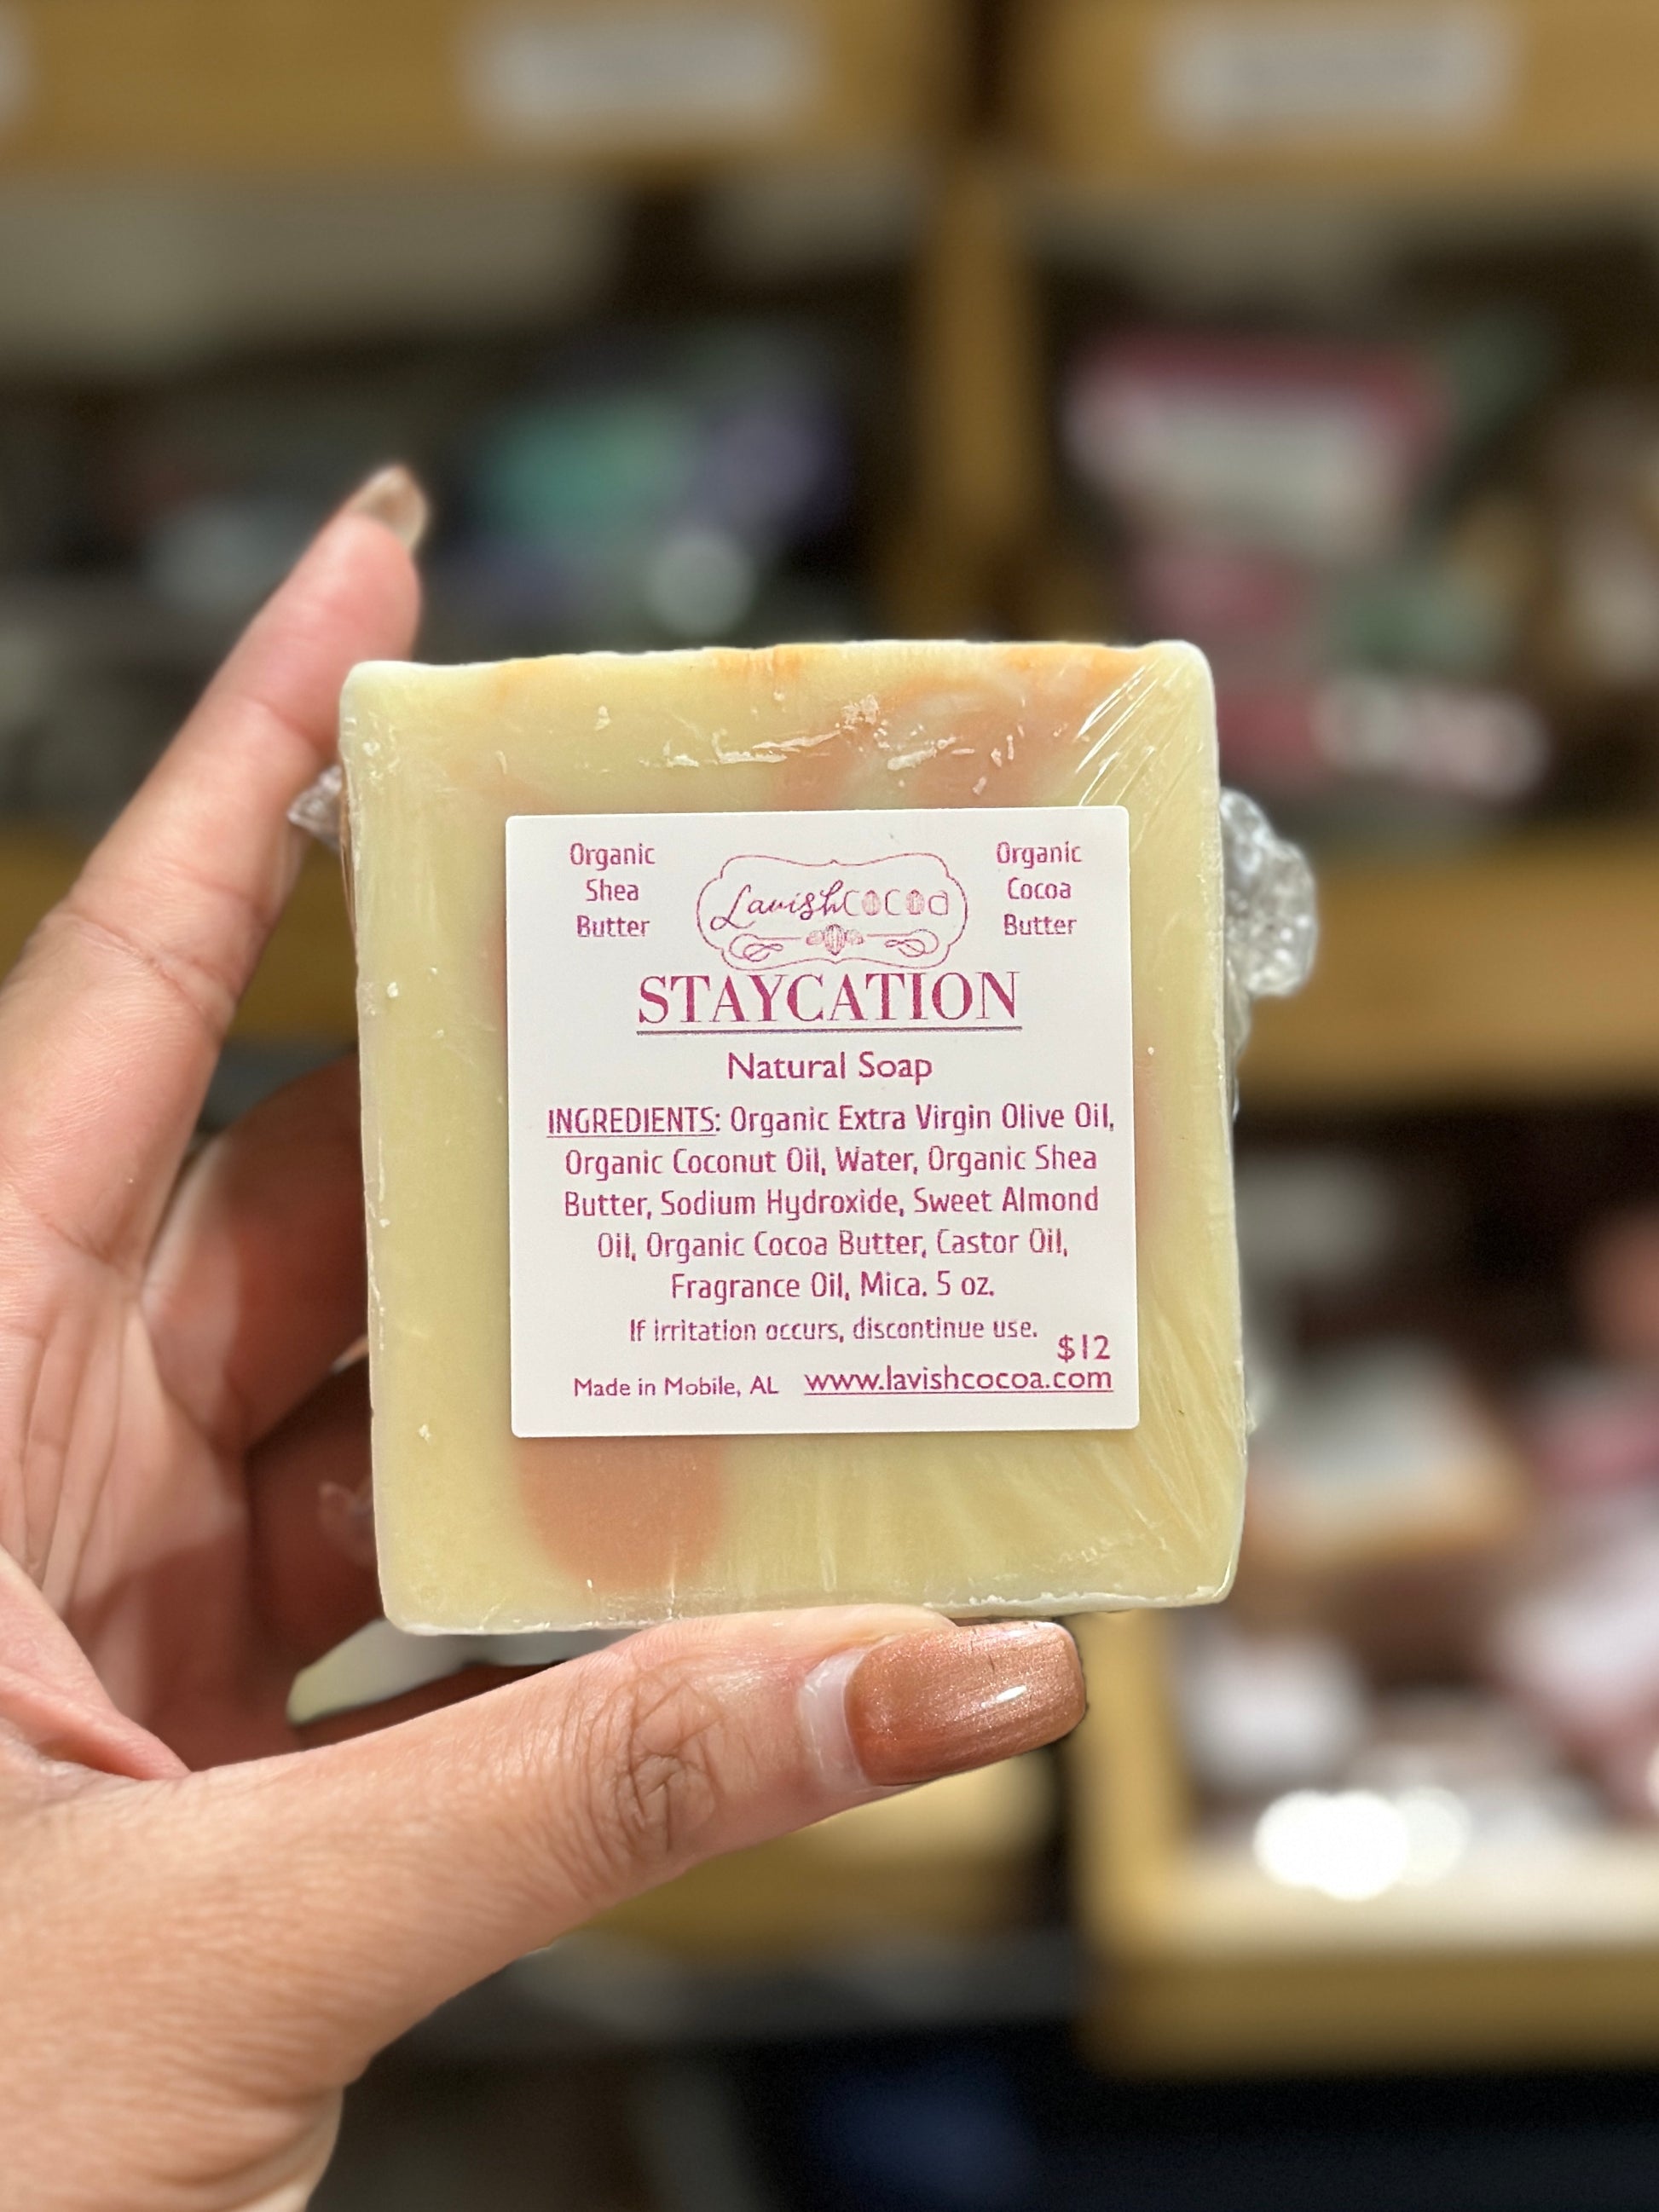 Organic
Shea
Butter
LavishCocoa
Organic
Cocoa
Butter
STAYCATION
Natural Soap
INGREDIENTS: Organic Extra Virgin Olive Oil,
Organic Coconut Oil, Water, Organic Shea
Butter, Sodium Hydroxide, Sweet Almond
Oil, Organic Cocoa Butter, Castor Oil,
Fragrance Oil, Mica. 5 oz.
If irritation occurs, discontinue use.
$12
Made in Mobile, AL www.lavishcocoa.com